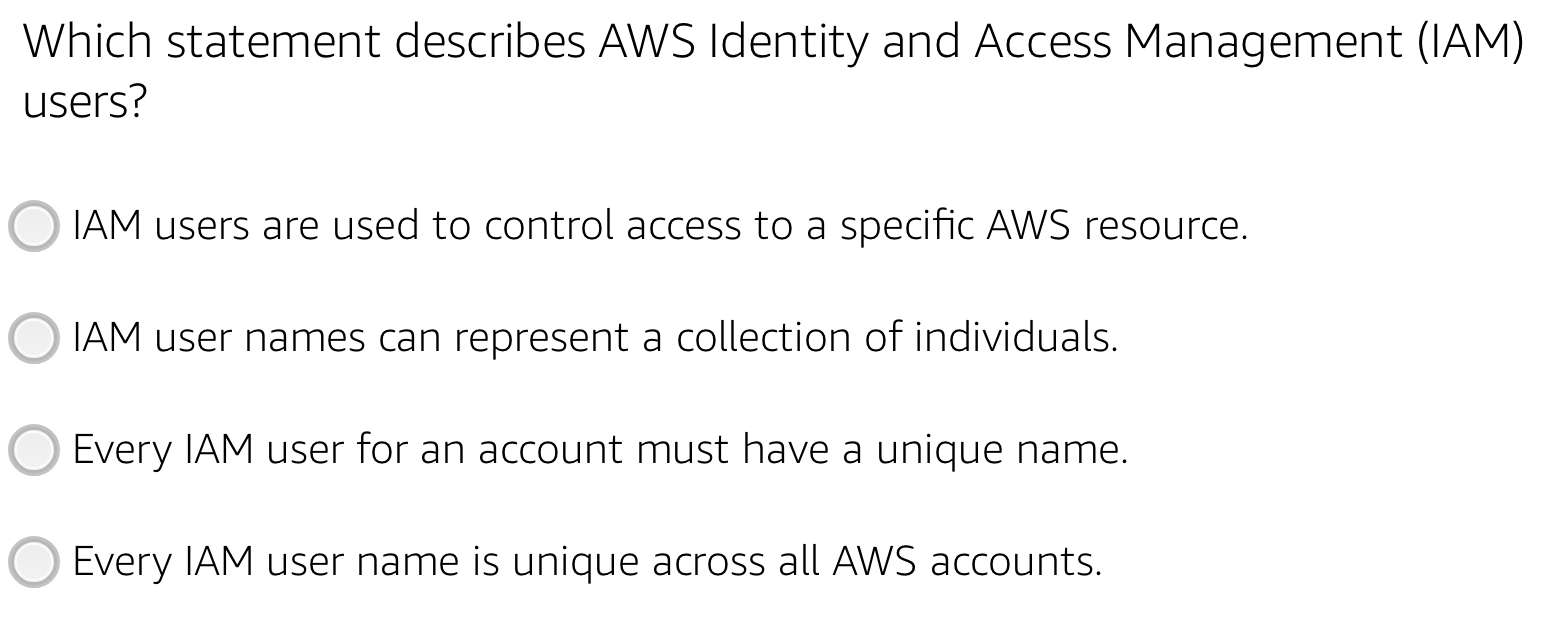 Which statement describes AWS Identity and Access Management (IAM)
users?
IAM users are used to control access to a specific AWS resource.
IAM user names can represent a collection of individuals.
Every IAM user for an account must have a unique name.
Every IAM user name is unique across all AWS accounts.